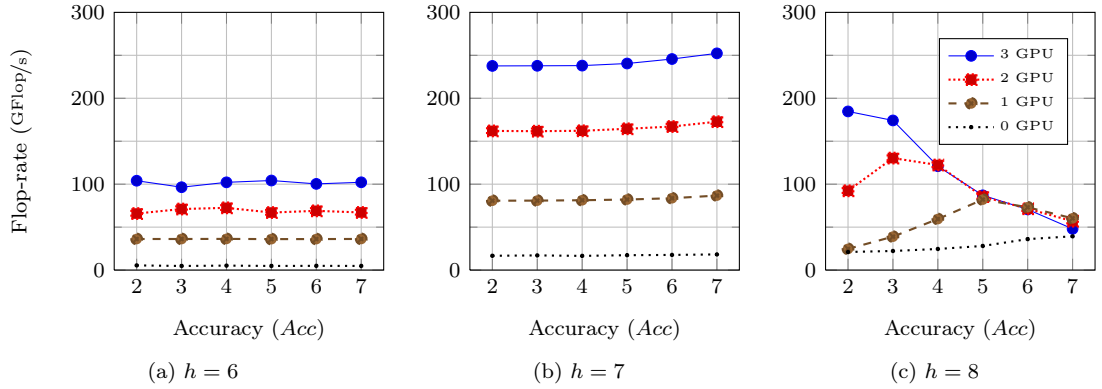 Flop-rate (GFlop/s)
300
200
100
0
2 3 4 5 6 7
Accuracy (Acc)
(a) h = 6
300
200
100
0
2 3 4 5 6 7
Accuracy (Acc)
(b) h = 7
300
200
100
0
2 3 4 5 6 7
Accuracy (Acc)
(c) h = 8
3 GPU
2 GPU
1 GPU
0 GPU